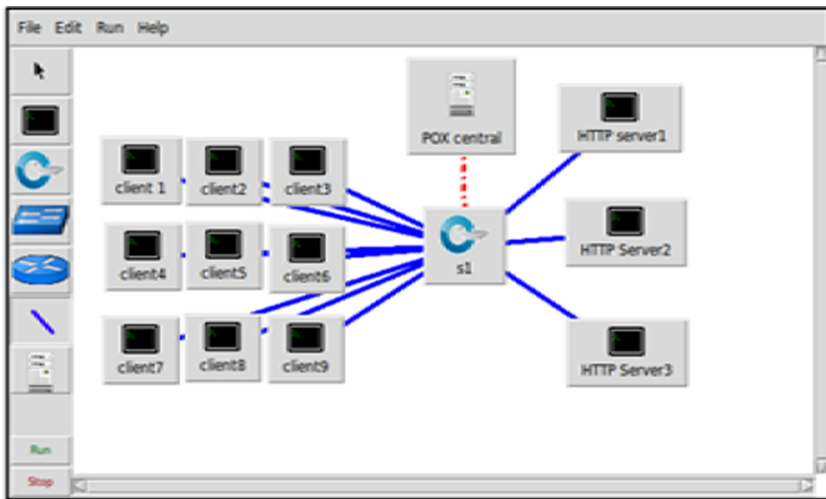 File Edit Run Help
POX central
HTTP server1
client 1
client2
client3
HTTP Server2
client4
client5
client6
s1
client7
client8
client9
HTTP Server3
Run
Stop